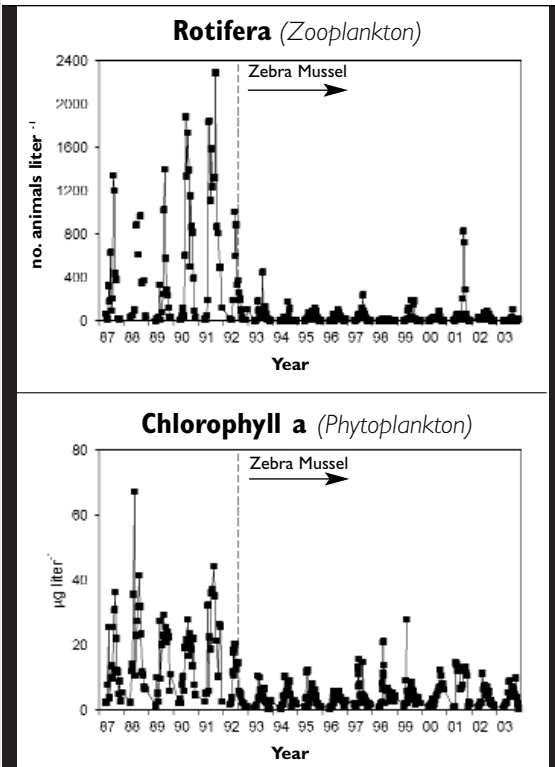 Rotifera (Zooplankton)
2400
Zebra Mussel
2000
1600
1200
800
400
0
no. animals liter -1
87 88 89 90 91 92 93 94 95 96 97 98 99 00 01 02 03
Year
Chlorophyll a (Phytoplankton)
80
Zebra Mussel
60
40
20
0
µg liter
87 88 89 90 91 92 93 94 95 96 97 98 99 00 01 02 03
Year